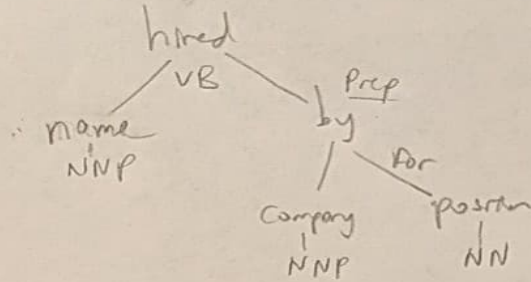 hired
VB
Prep
name
by
NNP
for
Company
position
NNP
NN